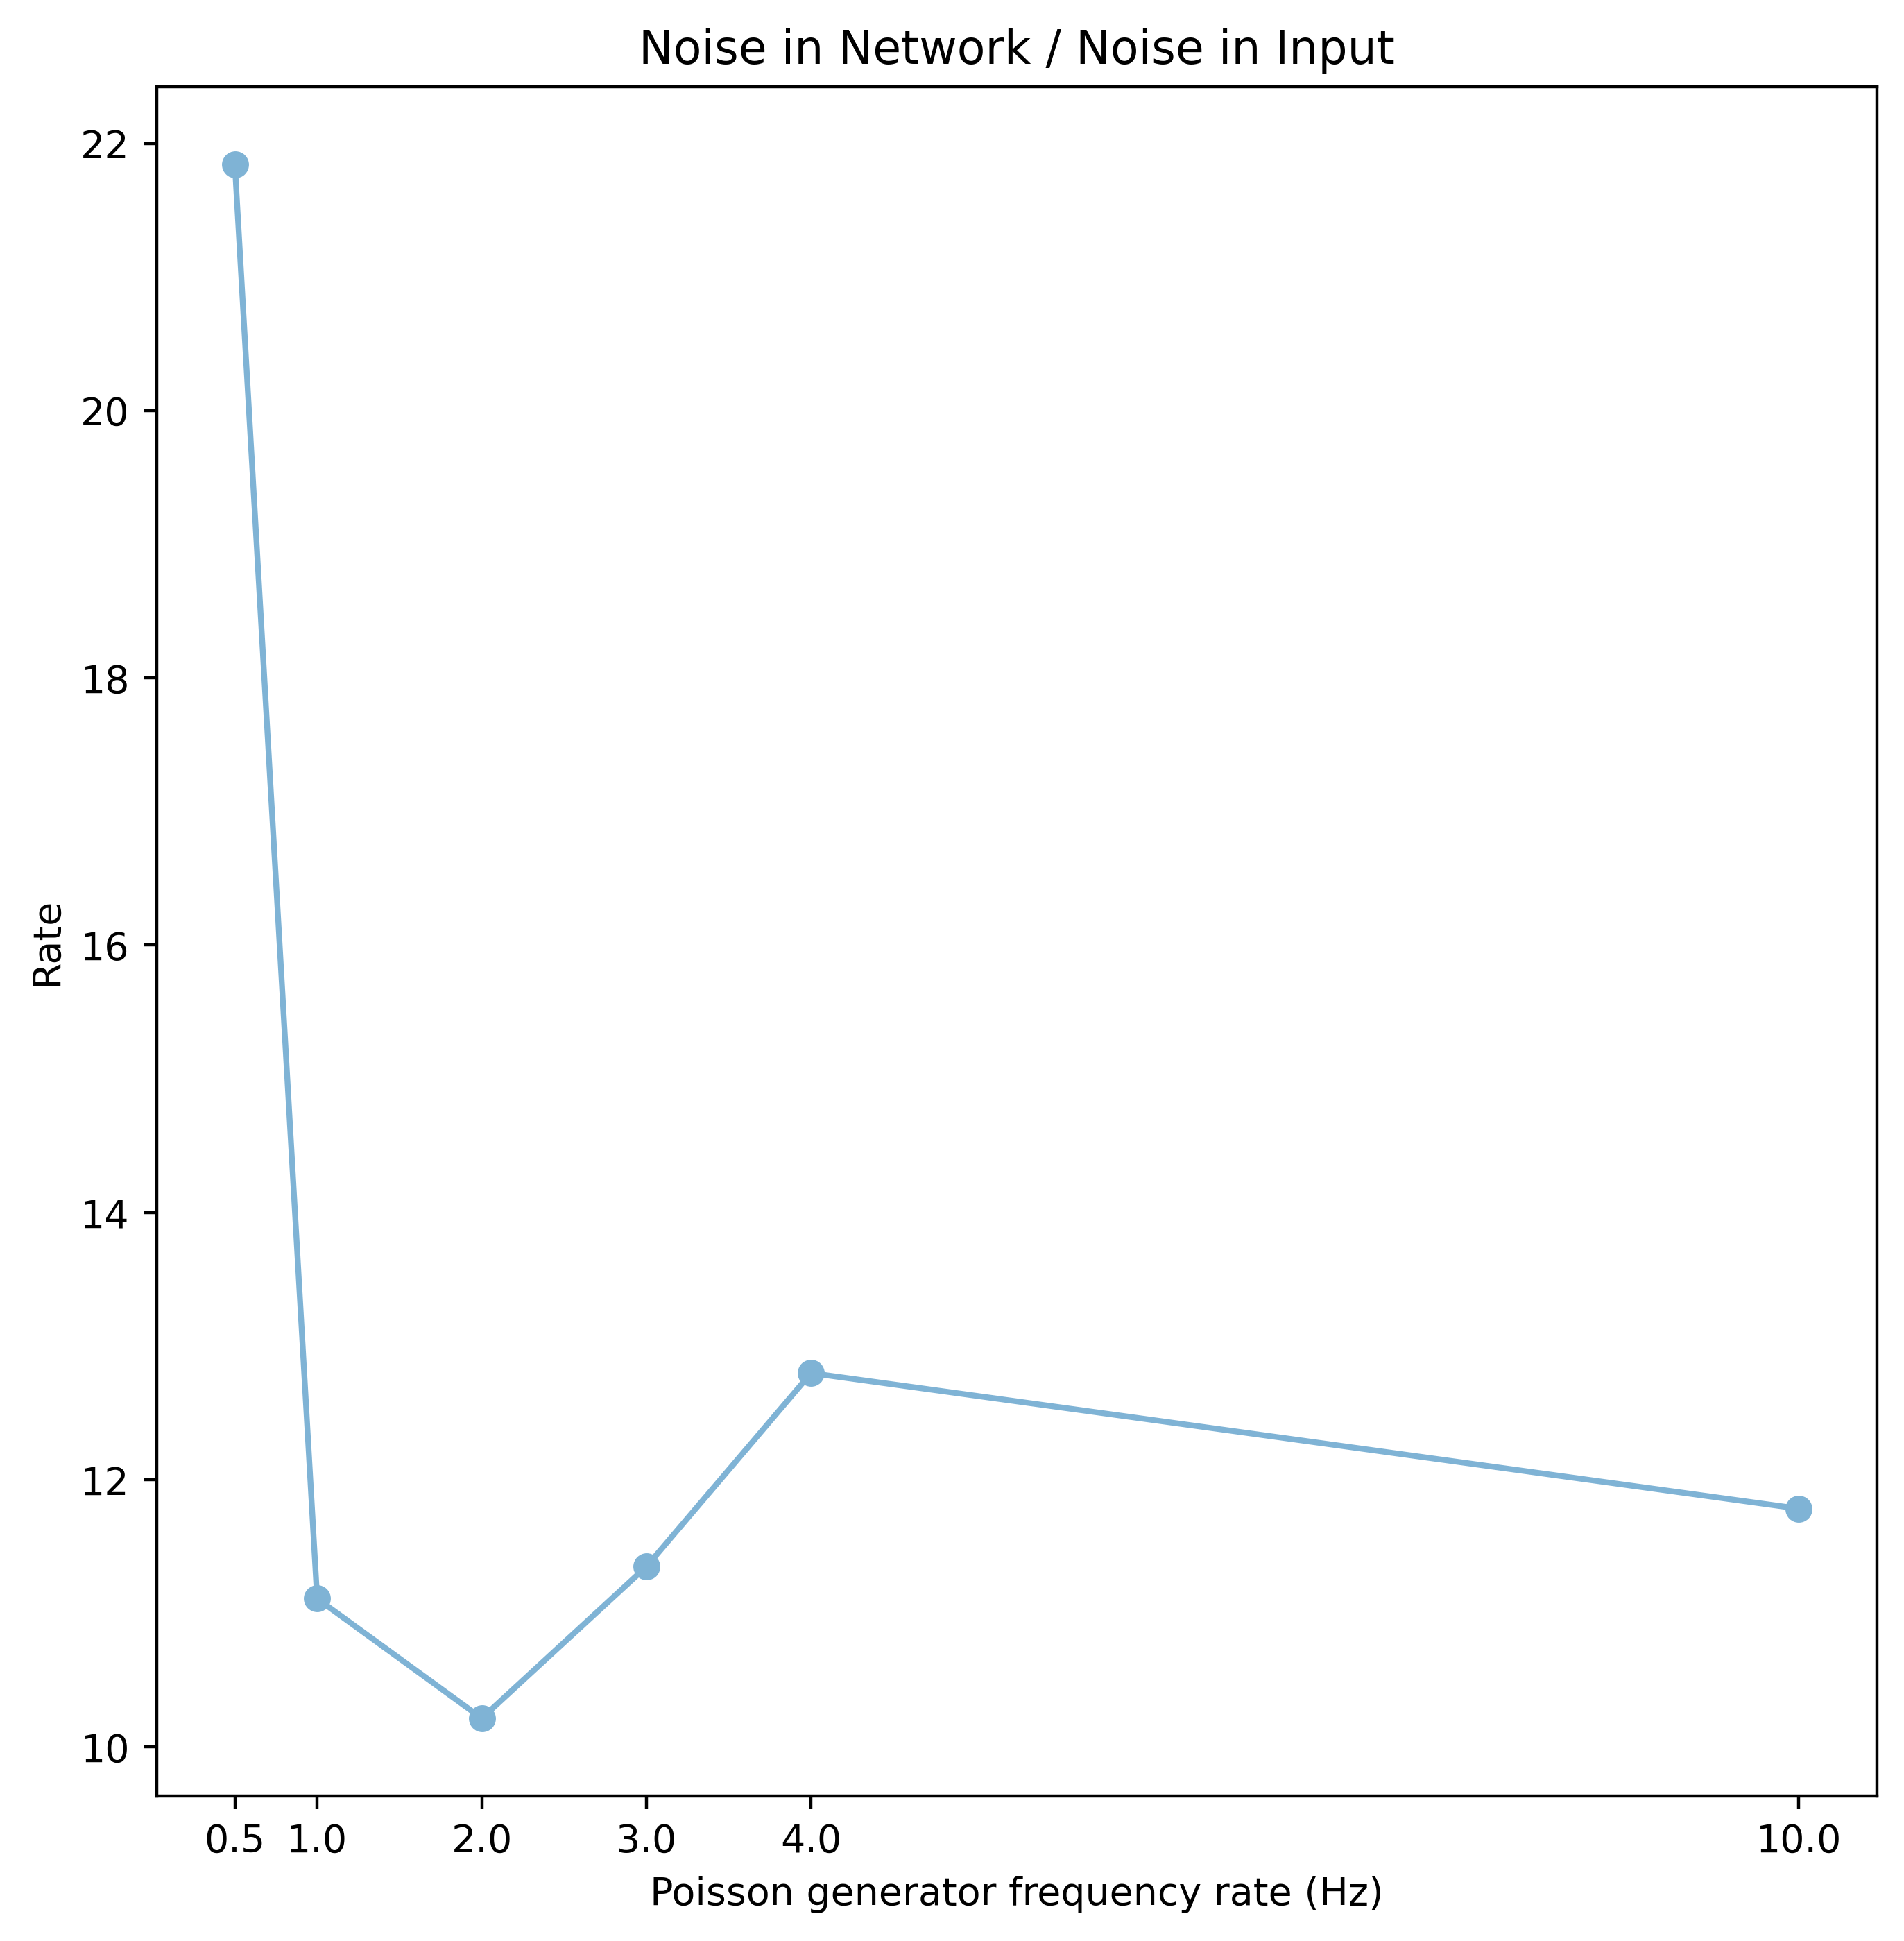 Noise in Network / Noise in Input
22
20
18
16
14
12
10
Rate
0.5 1.0 2.0 3.0 4.0 10.0
Poisson generator frequency rate (Hz)